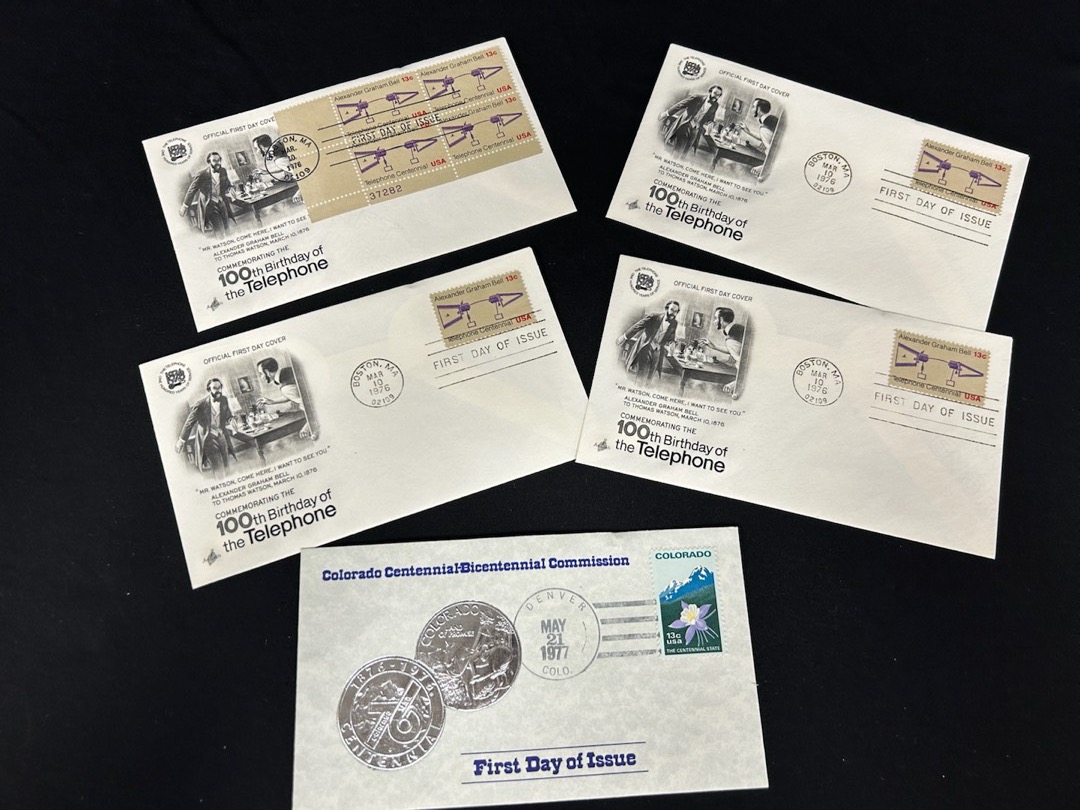 OFFICIAL FIRST DAY COVE
Alexander Graham Bell 13c
Alexander Graham Bell 13c
Centennial USA
Telephone Centennial USA
FIRST DAY OF ISSUE
MA
MAR.
10
1976
02109
Graham Bell 13c
Telephone Centennial USA
Telephone Centennial USA
37282
"MR. WATSON, COME HERE, I WANT TO SEE
ALEXANDER GRAHAM BELL
TO THOMAS WATSON, MARCH 10, 1876
COMMEMORATING THE
100th Birthday of
the Telephone
OFFICIAL FIRST DAY COVER
Alexander Graham Bell 13c
Telephone Centennial USA
BOSTON, MA
MAR
10
1976
02109
FIRST DAY OF ISSUE
"MR. WATSON, COME HERE, I WANT TO SEE YOU."
ALEXANDER GRAHAM BELL
TO THOMAS WATSON, MARCH 10, 1876
COMMEMORATING THE
100th Birthday of
the Telephone
OFFICIAL FIRST DAY COVER
Alexander Graham Bell 13c
Telephone Centennial USA
BOSTON, MA
MAR
10
1976
02109
FIRST DAY OF ISSUE
"MR. WATSON, COME HERE, I WANT TO SEE YOU."
ALEXANDER GRAHAM BELL
TO THOMAS WATSON, MARCH 10, 1876
COMMEMORATING THE
100th Birthday of
the Telephone
OFFICIAL FIRST DAY COVER
Alexander Graham Bell 13c
Telephone Centennial USA
BOSTON, MA
MAR
10
1976
02109
FIRST DAY OF ISSUE
"MR. WATSON, COME HERE, I WANT TO SEE YOU."
ALEXANDER GRAHAM BELL
TO THOMAS WATSON, MARCH 10, 1876
COMMEMORATING THE
100th Birthday of
the Telephone
Colorado Centennial-Bicentennial Commission
COLORADO
13c
usa
THE CENTENNIAL STATE
DENVER
MAY
21
1977
COLO.
COLORADO
1876-1976
76
CENTENNIAL
First Day of Issue